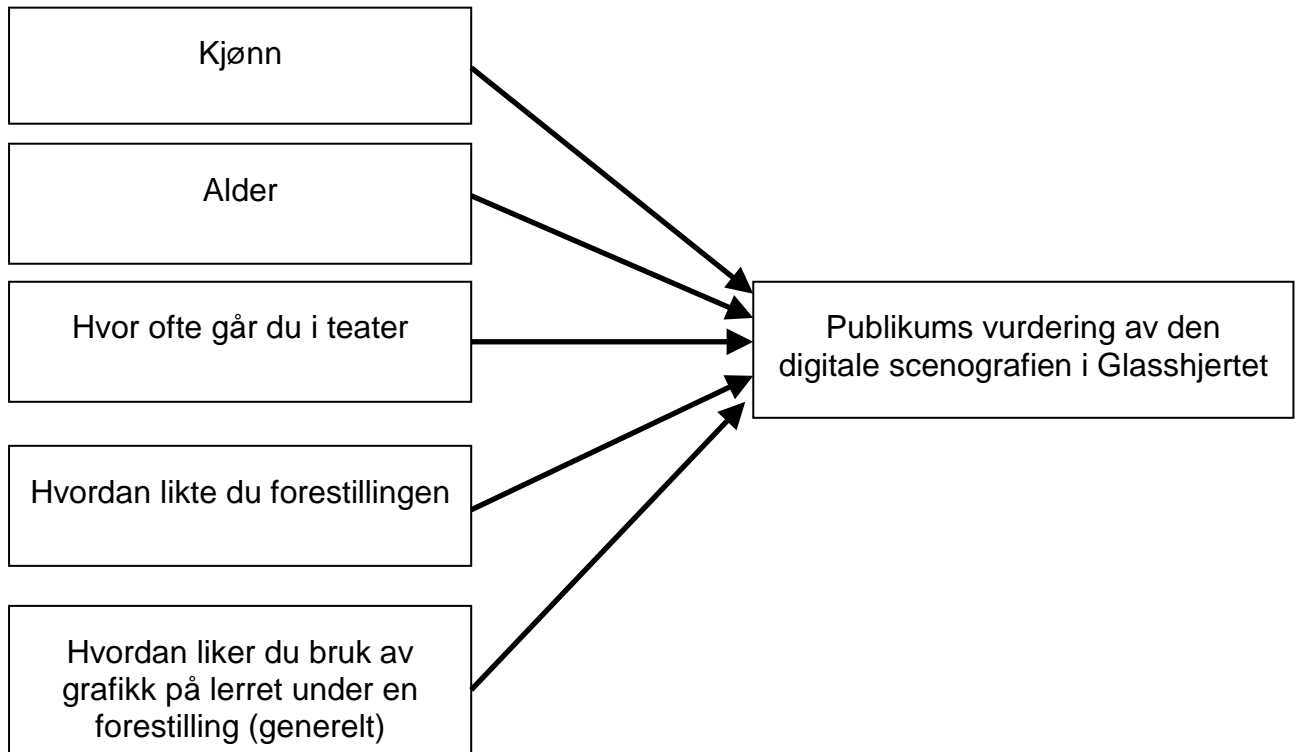 Kjønn
Alder
Hvor ofte går du i teater
Hvordan likte du forestillingen
Hvordan liker du bruk av
grafikk på lerret under en
forestilling (generelt)
Publikums vurdering av den
digitale scenografien i Glasshjertet